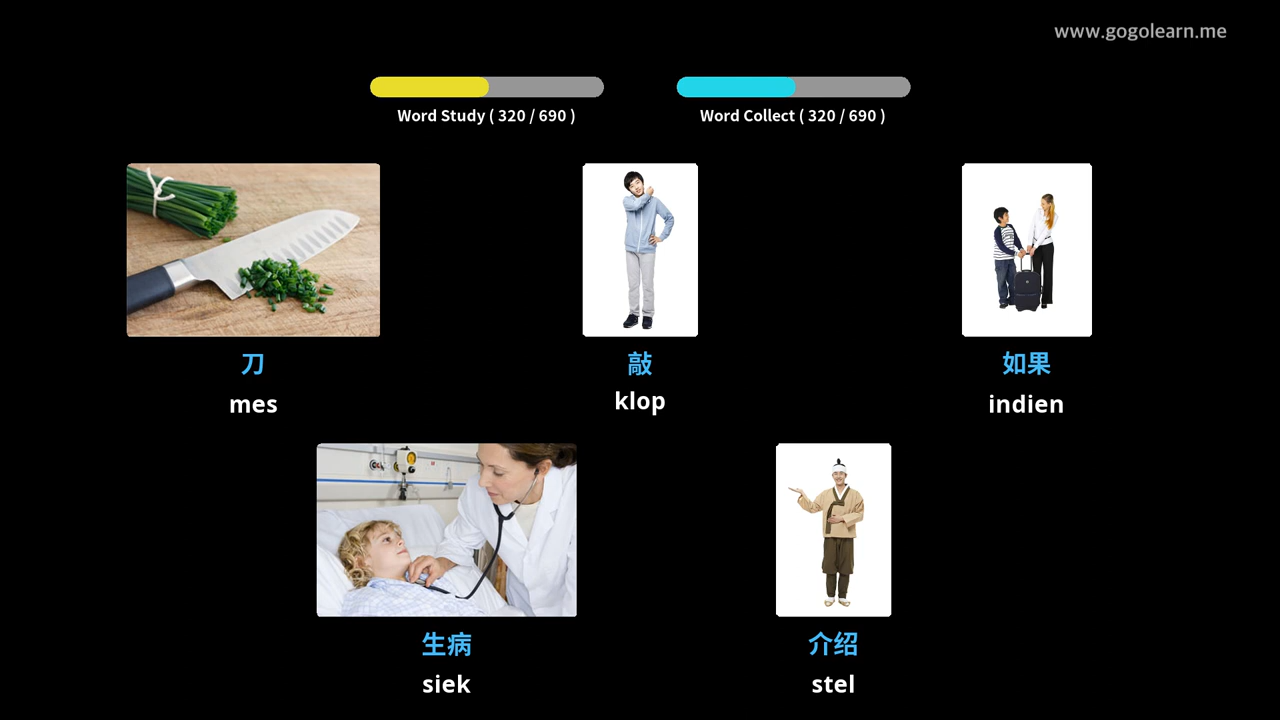 www.gogolearn.me
Word Study ( 320 / 690 )
Word Collect ( 320 / 690 )
刀
mes
敲
klop
如果
indien
生病
siek
介绍
stel